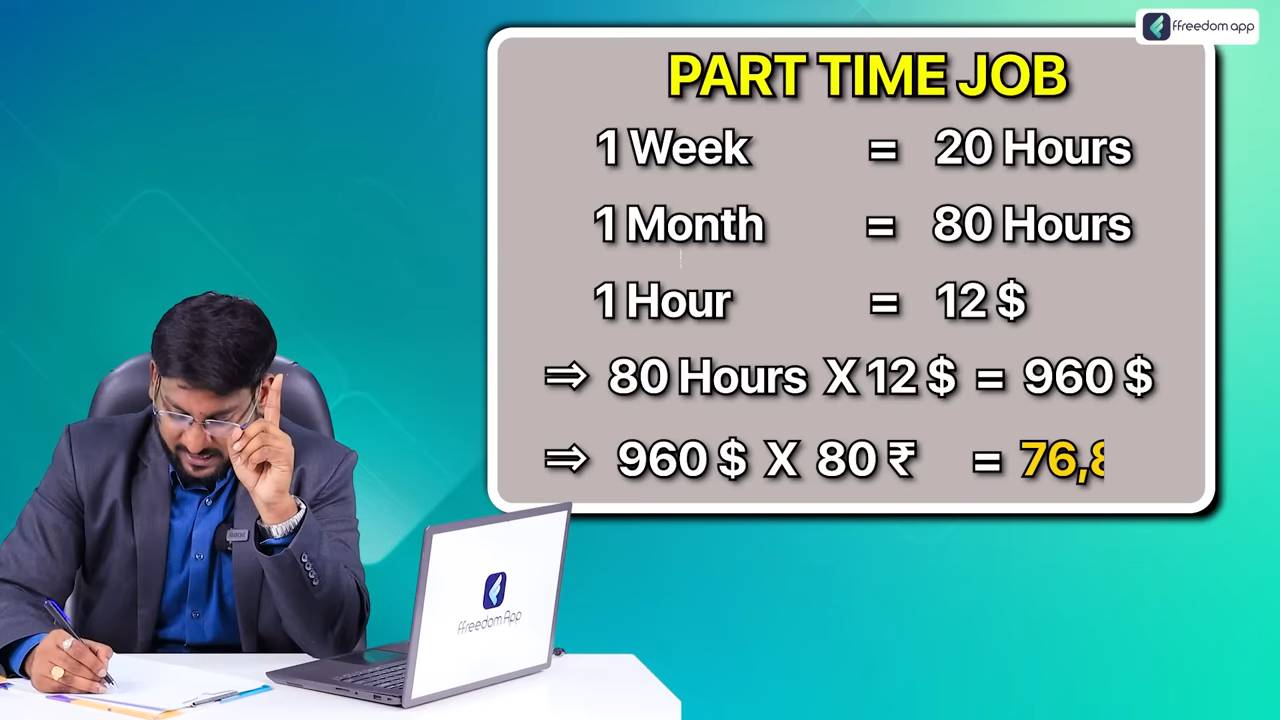 ffreedom app
PART TIME JOB
1 Week = 20 Hours
1 Month = 80 Hours
1 Hour = 12 $
⇒ 80 Hours X 12 $ = 960 $
⇒ 960 $ X 80 ₹ = 76,8
ffreedom App